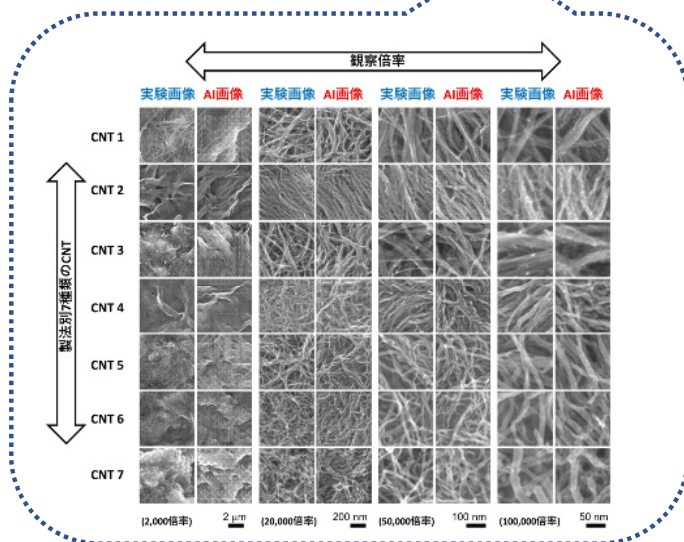 観察倍率
実験画像 AI画像 実験画像 AI画像 実験画像 AI画像 実験画像 AI画像
製法別7種類のCNT
CNT 1
CNT 2
CNT 3
CNT 4
CNT 5
CNT 6
CNT 7
(2,000倍率) 2 μm (20,000倍率) 200 nm (50,000倍率) 100 nm (100,000倍率) 50 nm